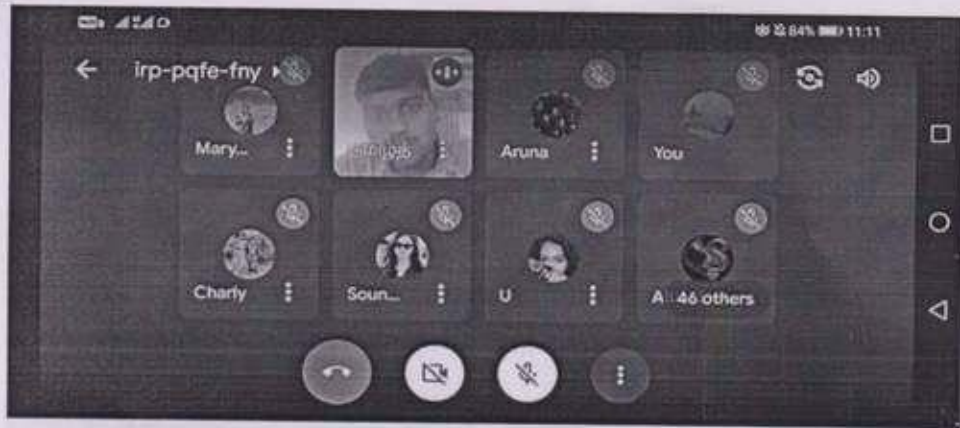 84% 11:11
irp-pqfe-fny
Mary...
Aruna
You
Charly
Soun...
U
A 46 others